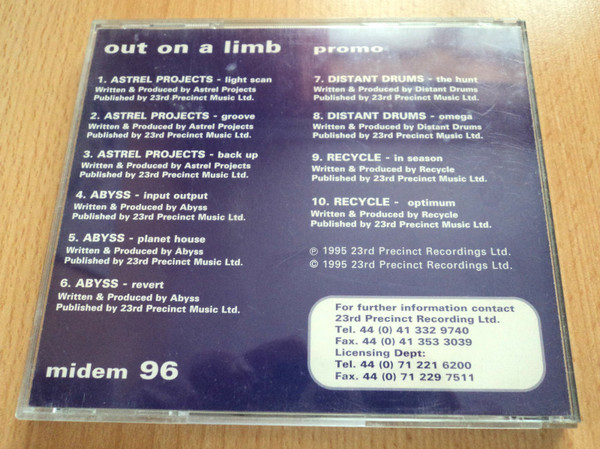 out on a limb
1. ASTREL PROJECTS - light scan
Written & Produced by Astrel Projects
Published by 23rd Precinct Music Ltd.
2. ASTREL PROJECTS - groove
Written & Produced by Astrel Projects
Published by 23rd Precinct Music Ltd.
3. ASTREL PROJECTS - back up
Written & Produced by Astrel Projects
Published by 23rd Precinct Music Ltd.
4. ABYSS - input output
Written & Produced by Abyss
Published by 23rd Precinct Music Ltd.
5. ABYSS - planet house
Written & Produced by Abyss
Published by 23rd Precinct Music Ltd.
6. ABYSS - revert
Written & Produced by Abyss
Published by 23rd Precinct Music Ltd.
midem 96
promo
7. DISTANT DRUMS - the hunt
Written & Produced by Distant Drums
Published by 23rd Precinct Music Ltd.
8. DISTANT DRUMS - omega
Written & Produced by Distant Drums
Published by 23rd Precinct Music Ltd.
9. RECYCLE - in season
Written & Produced by Recycle
Published by 23rd Precinct Music Ltd.
10. RECYCLE - optimum
Written & Produced by Recycle
Published by 23rd Precinct Music Ltd.
℗ 1995 23rd Precinct Recordings Ltd.
© 1995 23rd Precinct Recordings Ltd.
For further information contact
23rd Precinct Recording Ltd.
Tel. 44 (0) 41 332 9740
Fax. 44 (0) 41 353 3039
Licensing Dept:
Tel. 44 (0) 71 221 6200
Fax. 44 (0) 71 229 7511